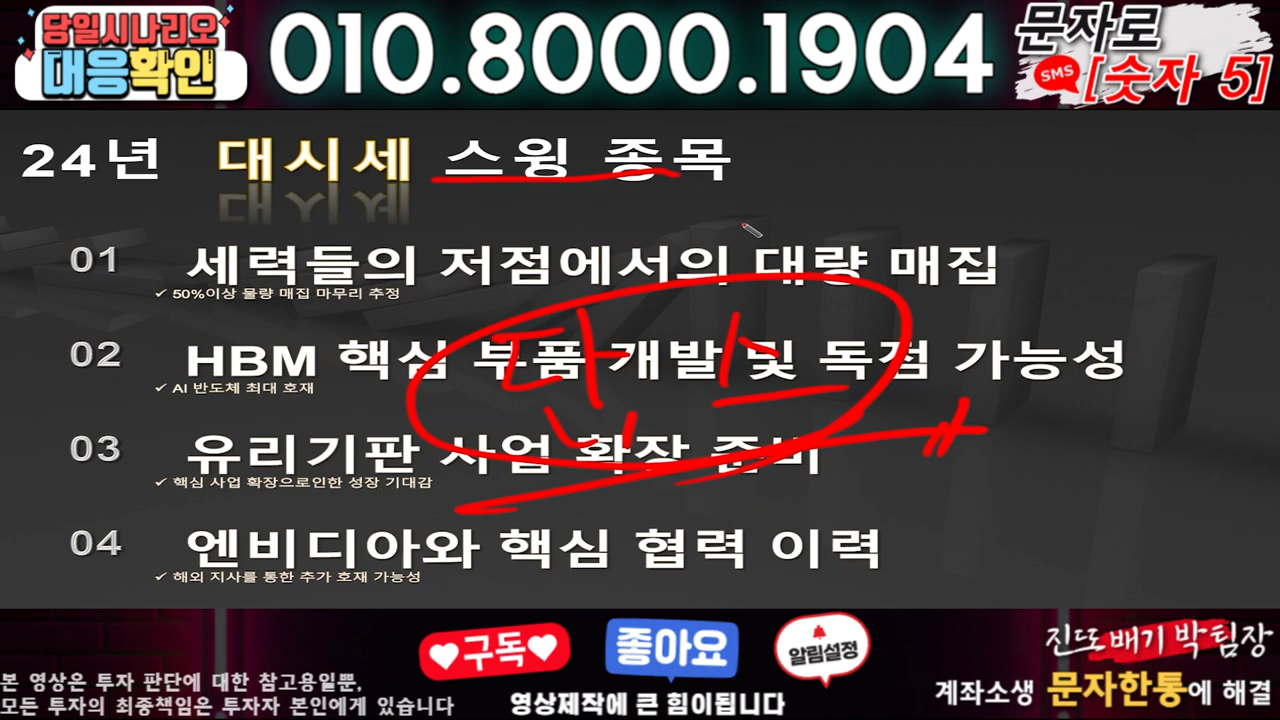 당일시나리오
대응확인
010.8000.1904
문자로
SMS [숫자 5]
24년 대시세 스윙 종목
01 세력들의 저점에서의 대량 매집
✓ 50%이상 물량 매집 마무리 추정
02 HBM 핵심 부품 개발 및 독점 가능성
✓ AI 반도체 최대 호재
03 유리기판 사업 확장 준비
✓ 핵심 사업 확장으로인한 성장 기대감
04 엔비디아와 핵심 협력 이력
✓ 해외 지사를 통한 추가 호재 가능성
구독
좋아요
알림설정
영상제작에 큰 힘이됩니다
본 영상은 투자 판단에 대한 참고용일뿐,
모든 투자의 최종책임은 투자자 본인에게 있습니다
진또배기 박팀장
계좌소생 문자한통에 해결